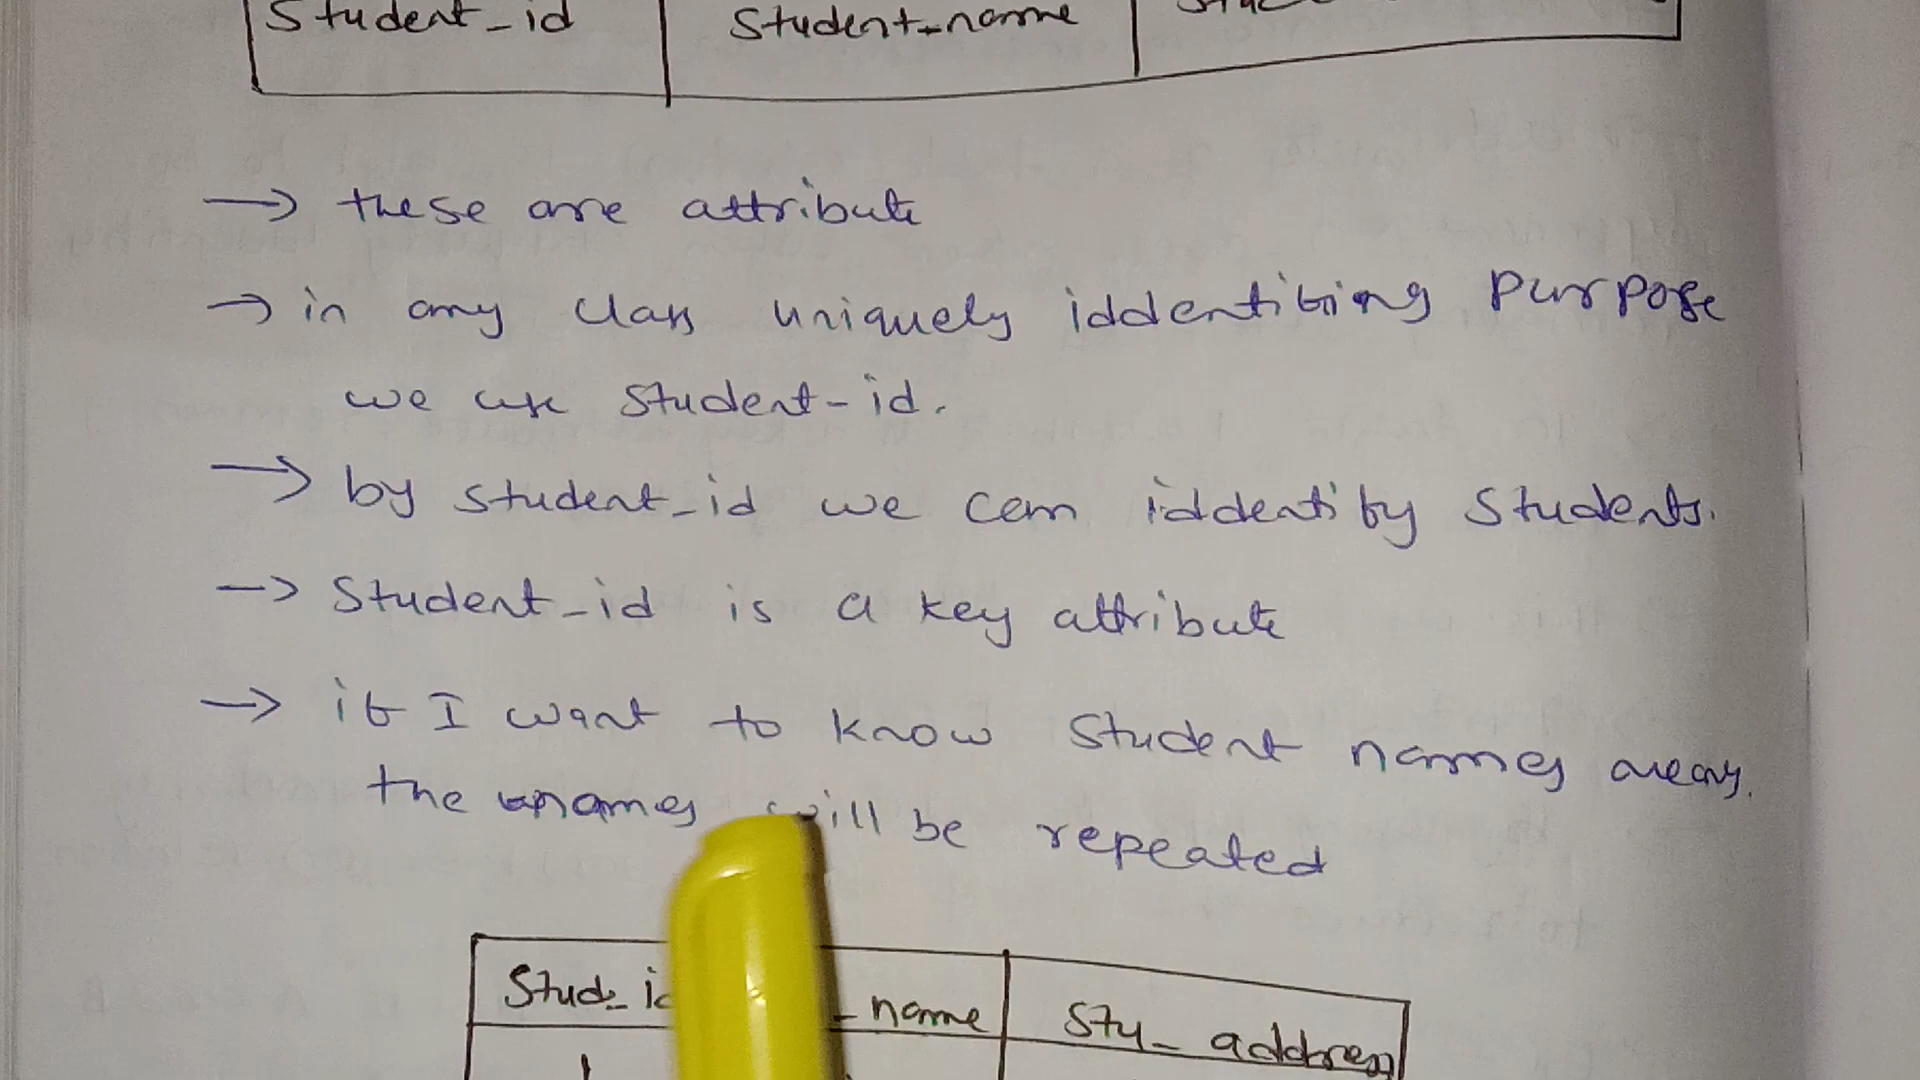 Student_id Student_name
→ these are attribute
→ in any class uniquely iddentifing purpose
we use Student-id.
→ by student_id we can iddentify Students.
→ Student_id is a key attribute
→ if I want to know Student names
the names will be repeated
Stud_id _name Stu_address
1